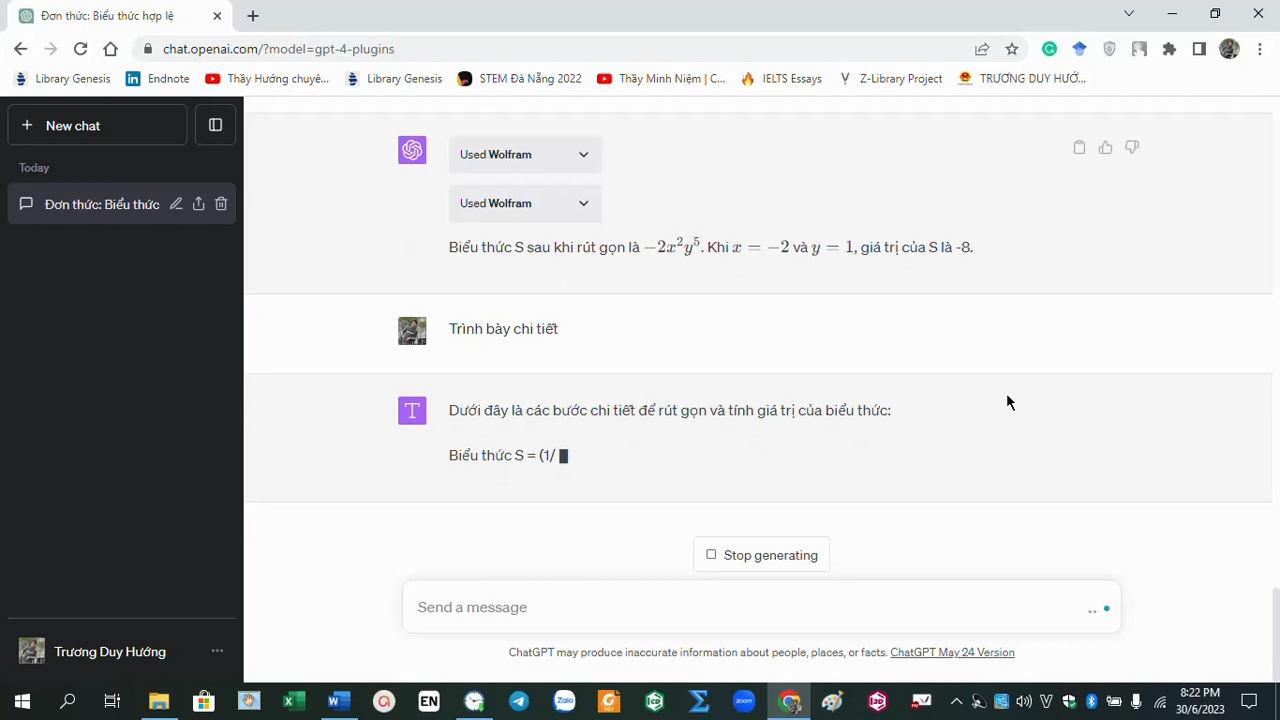 Đơn thức: Biểu thức hợp lệ
chat.openai.com/?model=gpt-4-plugins
Library Genesis
Endnote
Thầy Hướng chuyê...
Library Genesis
STEM Đà Nẵng 2022
Thầy Minh Niệm | C...
IELTS Essays
Z-Library Project
TRƯƠNG DUY HƯỚ...
New chat
Today
Đơn thức: Biểu thức
Used Wolfram
Used Wolfram
Biểu thức S sau khi rút gọn là −2x²y⁵. Khi x = −2 và y = 1, giá trị của S là -8.
Trình bày chi tiết
T
Dưới đây là các bước chi tiết để rút gọn và tính giá trị của biểu thức:
Biểu thức S = (1/
Stop generating
Send a message
ChatGPT may produce inaccurate information about people, places, or facts. ChatGPT May 24 Version
Trương Duy Hướng
EN
8:22 PM
30/6/2023